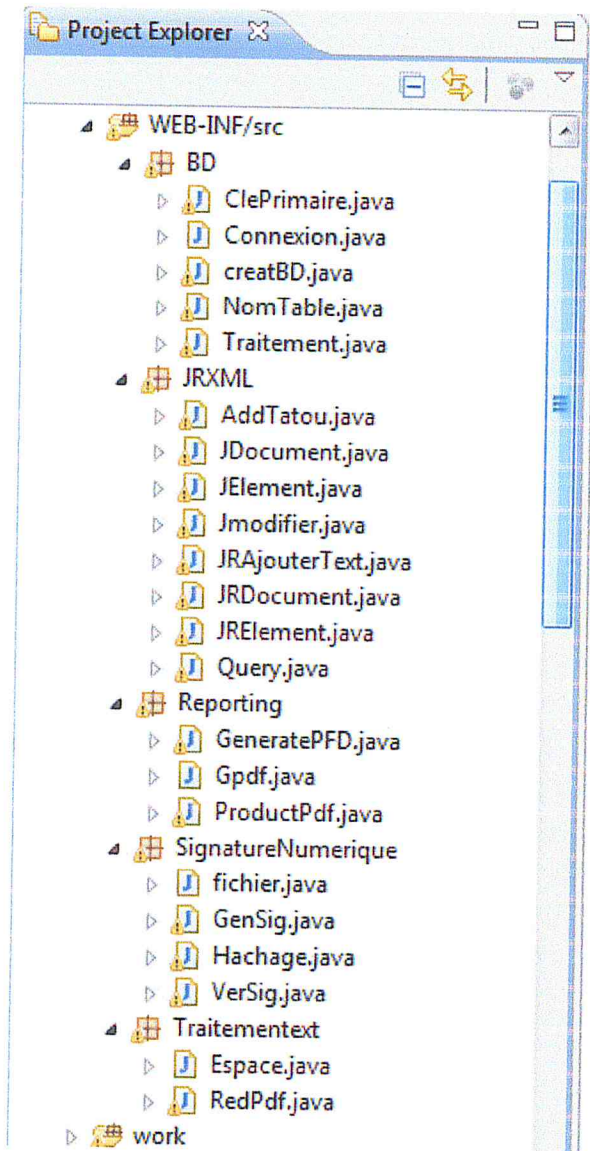 Project Explorer
WEB-INF/src
BD
ClePrimaire.java
Connexion.java
creatBD.java
NomTable.java
Traitement.java
JRXML
AddTatou.java
JDocument.java
JElement.java
Jmodifier.java
JRAjouterText.java
JRDocument.java
JRElement.java
Query.java
Reporting
GeneratePFD.java
Gpdf.java
ProductPdf.java
SignatureNumerique
fichier.java
GenSig.java
Hachage.java
VerSig.java
Traitementext
Espace.java
RedPdf.java
work